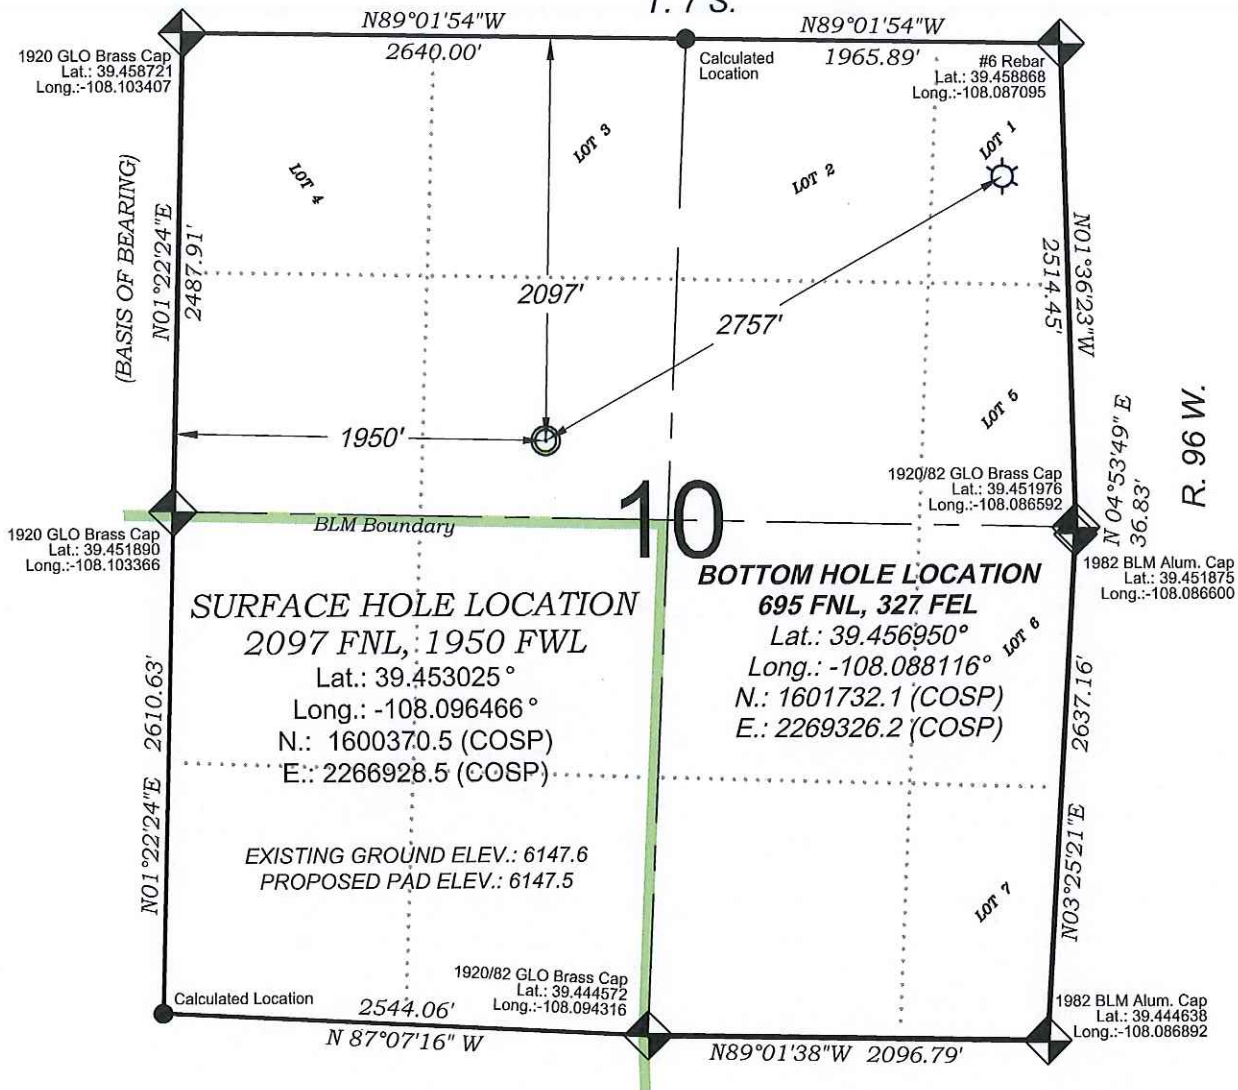 T. 7 S.
N89°01'54"W
2640.00'
N89°01'54"W
1965.89'
1920 GLO Brass Cap
Lat.: 39.458721
Long.:-108.103407
Calculated
Location
#6 Rebar
Lat.: 39.458868
Long.:-108.087095
LOT 4
LOT 3
LOT 2
LOT 1
(BASIS OF BEARING)
N01°22'24"E
2487.91'
2097'
2757'
N01°36'23"W
2514.45'
1950'
LOT 5
R. 96 W.
N 04°53'49" E
36.83'
1920/82 GLO Brass Cap
Lat.: 39.451976
Long.:-108.086592
10
BLM Boundary
1920 GLO Brass Cap
Lat.: 39.451890
Long.:-108.103366
1982 BLM Alum. Cap
Lat.: 39.451875
Long.:-108.086600
SURFACE HOLE LOCATION
2097 FNL, 1950 FWL
Lat.: 39.453025°
Long.: -108.096466°
N.: 1600370.5 (COSP)
E.: 2266928.5 (COSP)
BOTTOM HOLE LOCATION
695 FNL, 327 FEL
Lat.: 39.456950°
Long.: -108.088116°
N.: 1601732.1 (COSP)
E.: 2269326.2 (COSP)
LOT 6
N01°22'24"E 2610.63'
2637.16'
N03°25'21"E
EXISTING GROUND ELEV.: 6147.6
PROPOSED PAD ELEV.: 6147.5
LOT 7
Calculated Location
2544.06'
N 87°07'16" W
1920/82 GLO Brass Cap
Lat.: 39.444572
Long.:-108.094316
N89°01'38"W 2096.79'
1982 BLM Alum. Cap
Lat.: 39.444638
Long.:-108.086892